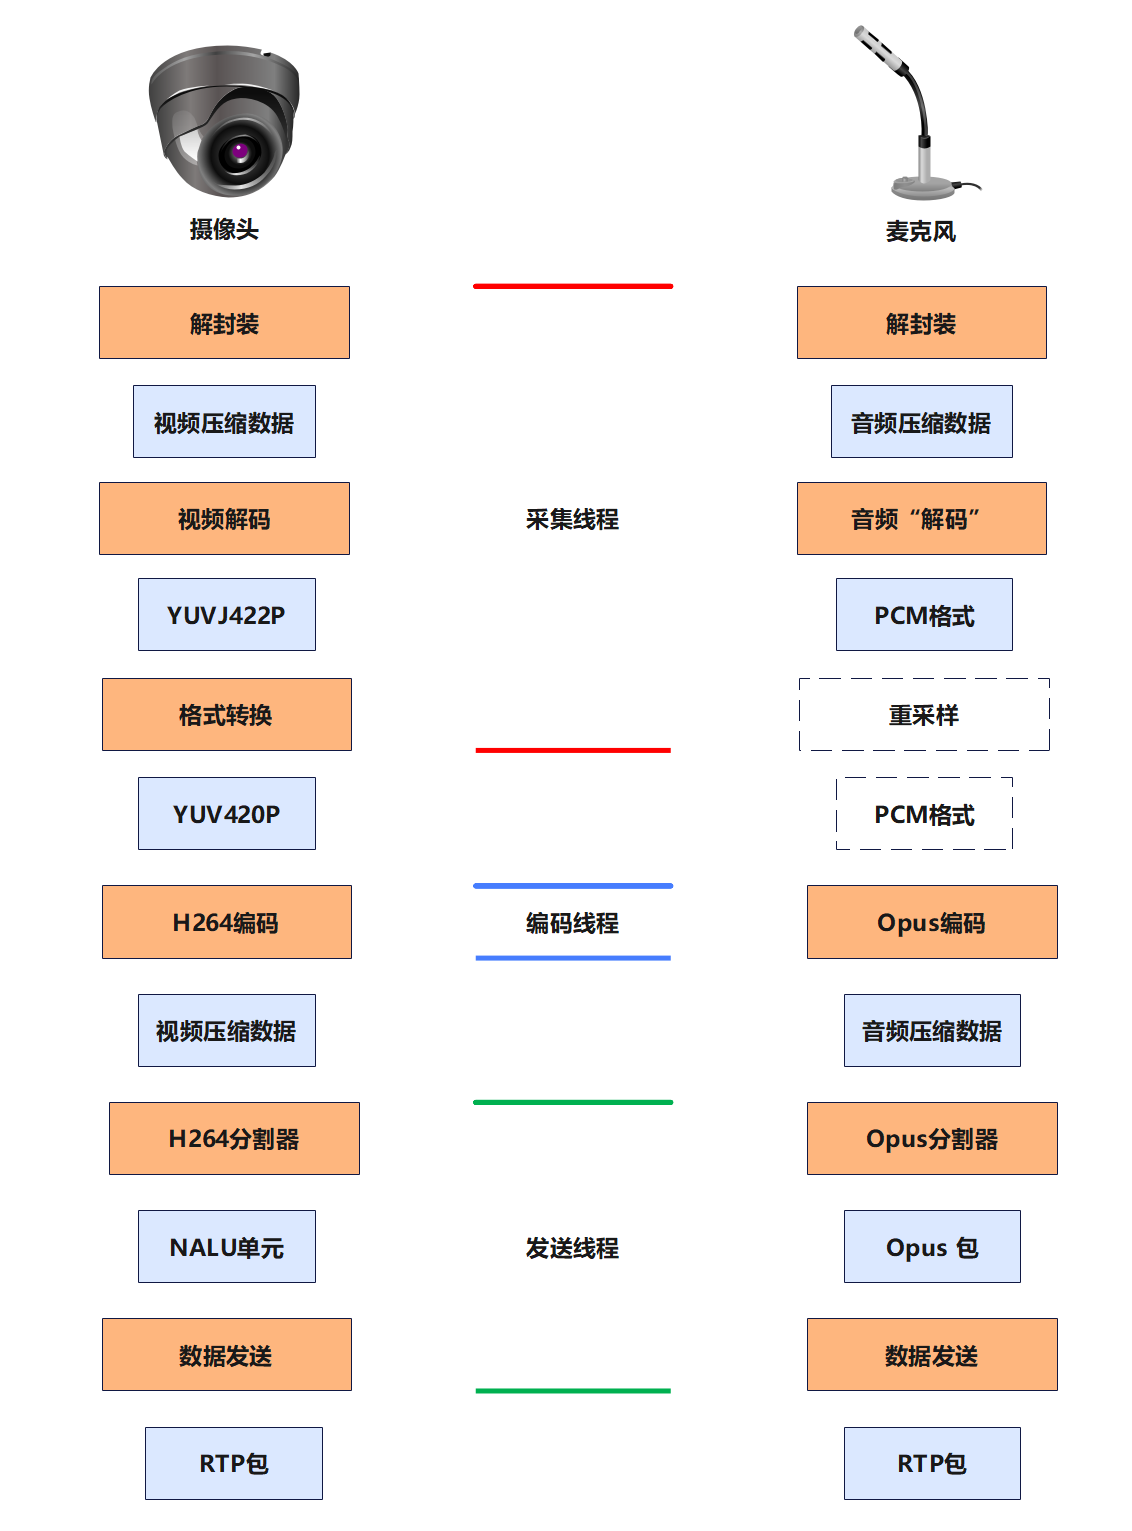 摄像头
麦克风
解封装
解封装
视频压缩数据
音频压缩数据
视频解码
采集线程
音频“解码”
YUVJ422P
PCM格式
格式转换
重采样
YUV420P
PCM格式
H264编码
编码线程
Opus编码
视频压缩数据
音频压缩数据
H264分割器
Opus分割器
NALU单元
发送线程
Opus 包
数据发送
数据发送
RTP包
RTP包